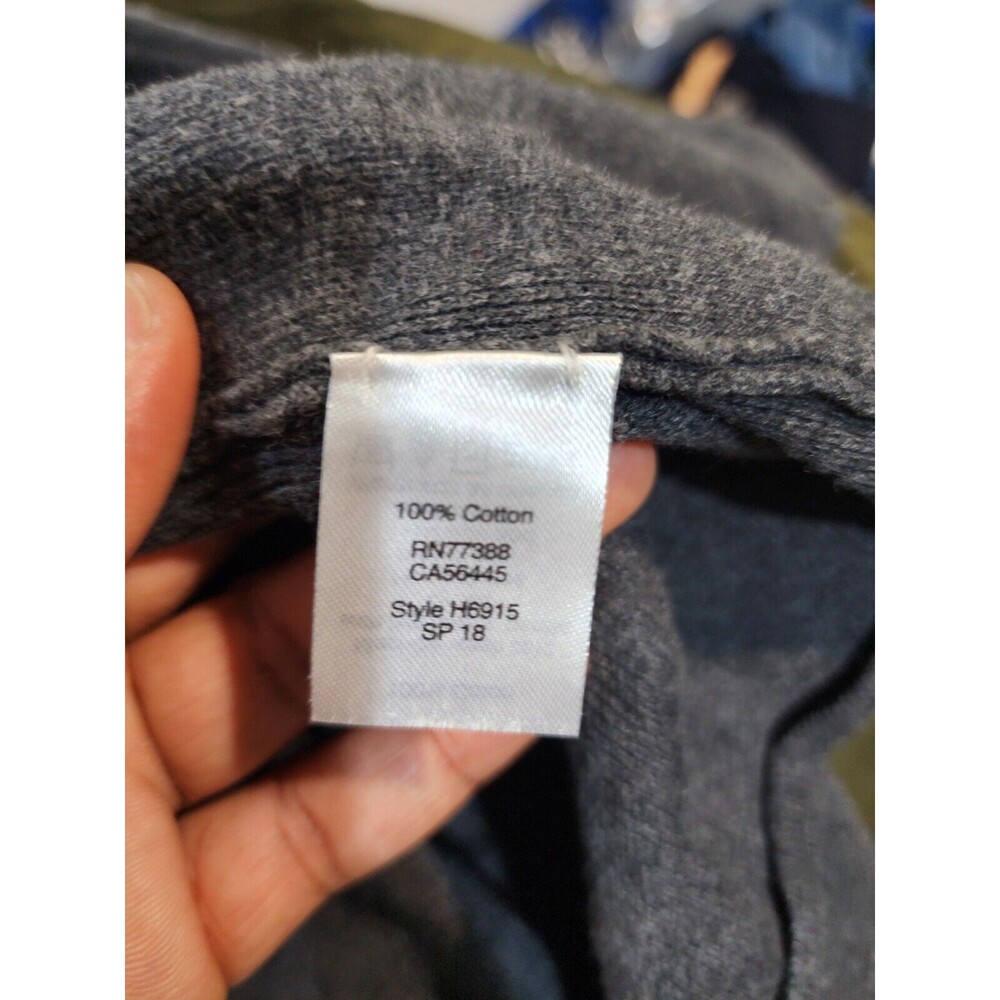 100% Cotton
RN77388
CA56445
Style H6915
SP 18